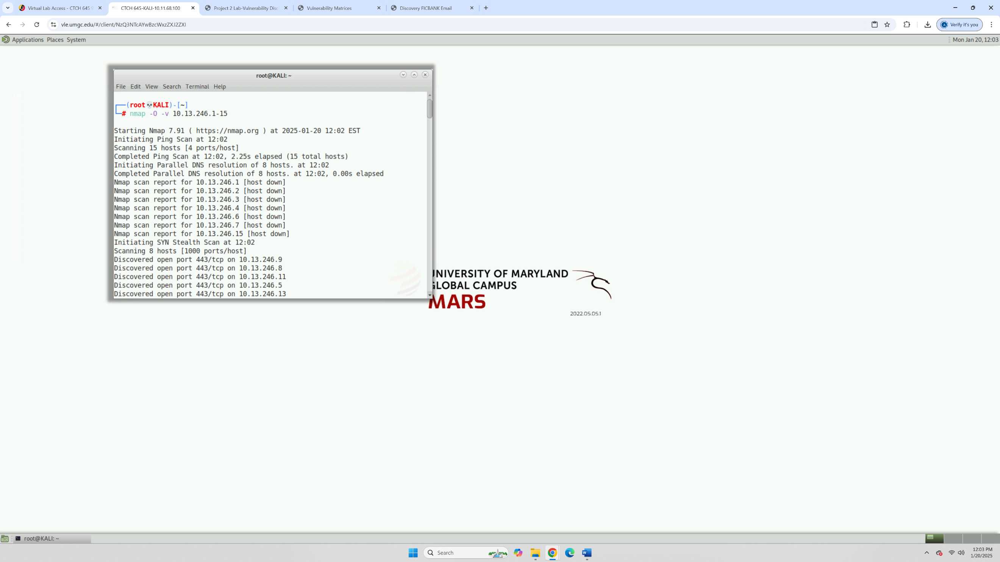 Virtual Lab Access - CTCH 645 9
CTCH 645-KALI-10.11.68.100
Project 2 Lab-Vulnerability Disc
Vulnerability Matrices
Discovery FICBANK Email
vle.umgc.edu/#/client/NzQ3NTcAYwBzcWxzZXJ2ZXI
Verify it's you
Applications Places System
Mon Jan 20, 12:03
root@KALI: ~
File Edit View Search Terminal Help
(root💀KALI)-[~]
# nmap -O -v 10.13.246.1-15
Starting Nmap 7.91 ( https://nmap.org ) at 2025-01-20 12:02 EST
Initiating Ping Scan at 12:02
Scanning 15 hosts [4 ports/host]
Completed Ping Scan at 12:02, 2.25s elapsed (15 total hosts)
Initiating Parallel DNS resolution of 8 hosts. at 12:02
Completed Parallel DNS resolution of 8 hosts. at 12:02, 0.00s elapsed
Nmap scan report for 10.13.246.1 [host down]
Nmap scan report for 10.13.246.2 [host down]
Nmap scan report for 10.13.246.3 [host down]
Nmap scan report for 10.13.246.4 [host down]
Nmap scan report for 10.13.246.6 [host down]
Nmap scan report for 10.13.246.7 [host down]
Nmap scan report for 10.13.246.15 [host down]
Initiating SYN Stealth Scan at 12:02
Scanning 8 hosts [1000 ports/host]
Discovered open port 443/tcp on 10.13.246.9
Discovered open port 443/tcp on 10.13.246.8
Discovered open port 443/tcp on 10.13.246.11
Discovered open port 443/tcp on 10.13.246.5
Discovered open port 443/tcp on 10.13.246.13
UNIVERSITY OF MARYLAND
GLOBAL CAMPUS
MARS
2022.05.05.1
root@KALI: ~
Search
12:03 PM
1/20/2025